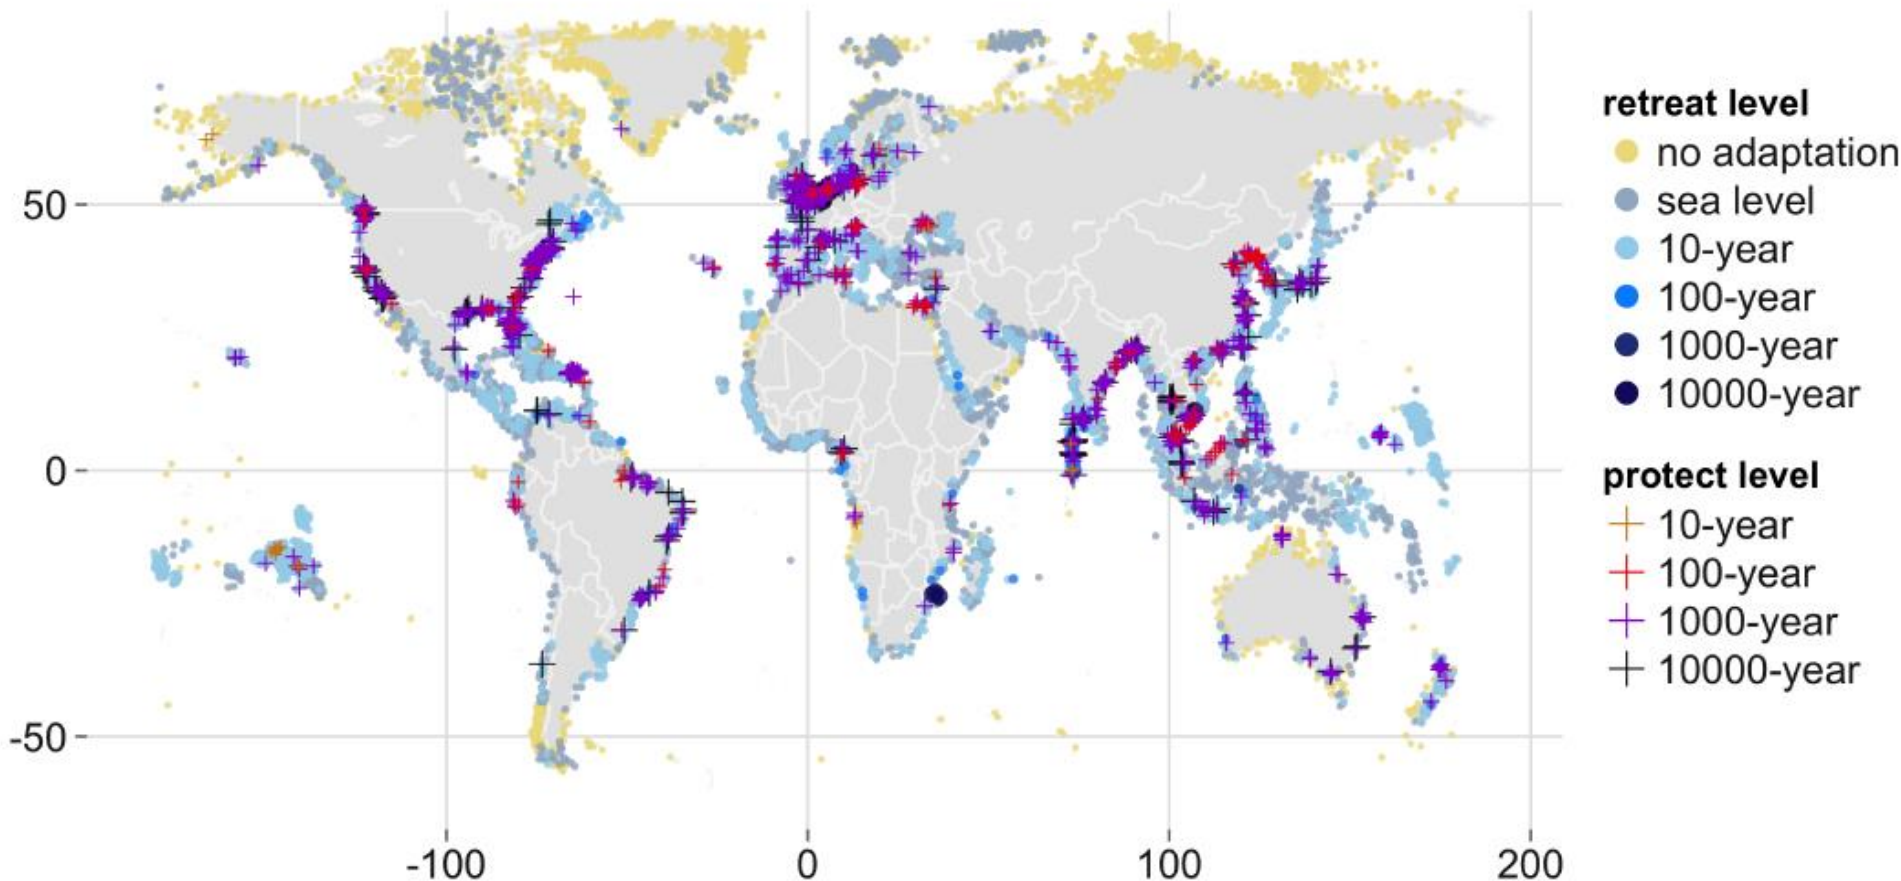 50
0
-50
-100
0
100
200
retreat level
no adaptation
sea level
10-year
100-year
1000-year
10000-year
protect level
10-year
100-year
1000-year
10000-year